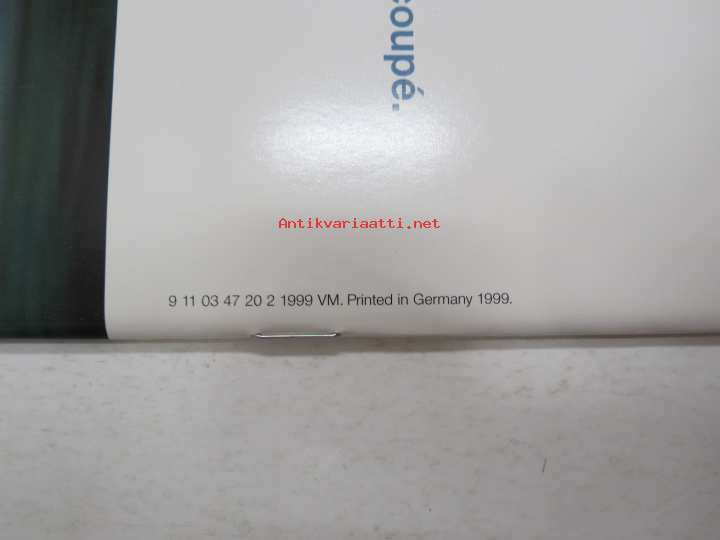 coupé.
Antikvariaatti.net
9 11 03 47 20 2 1999 VM. Printed in Germany 1999.